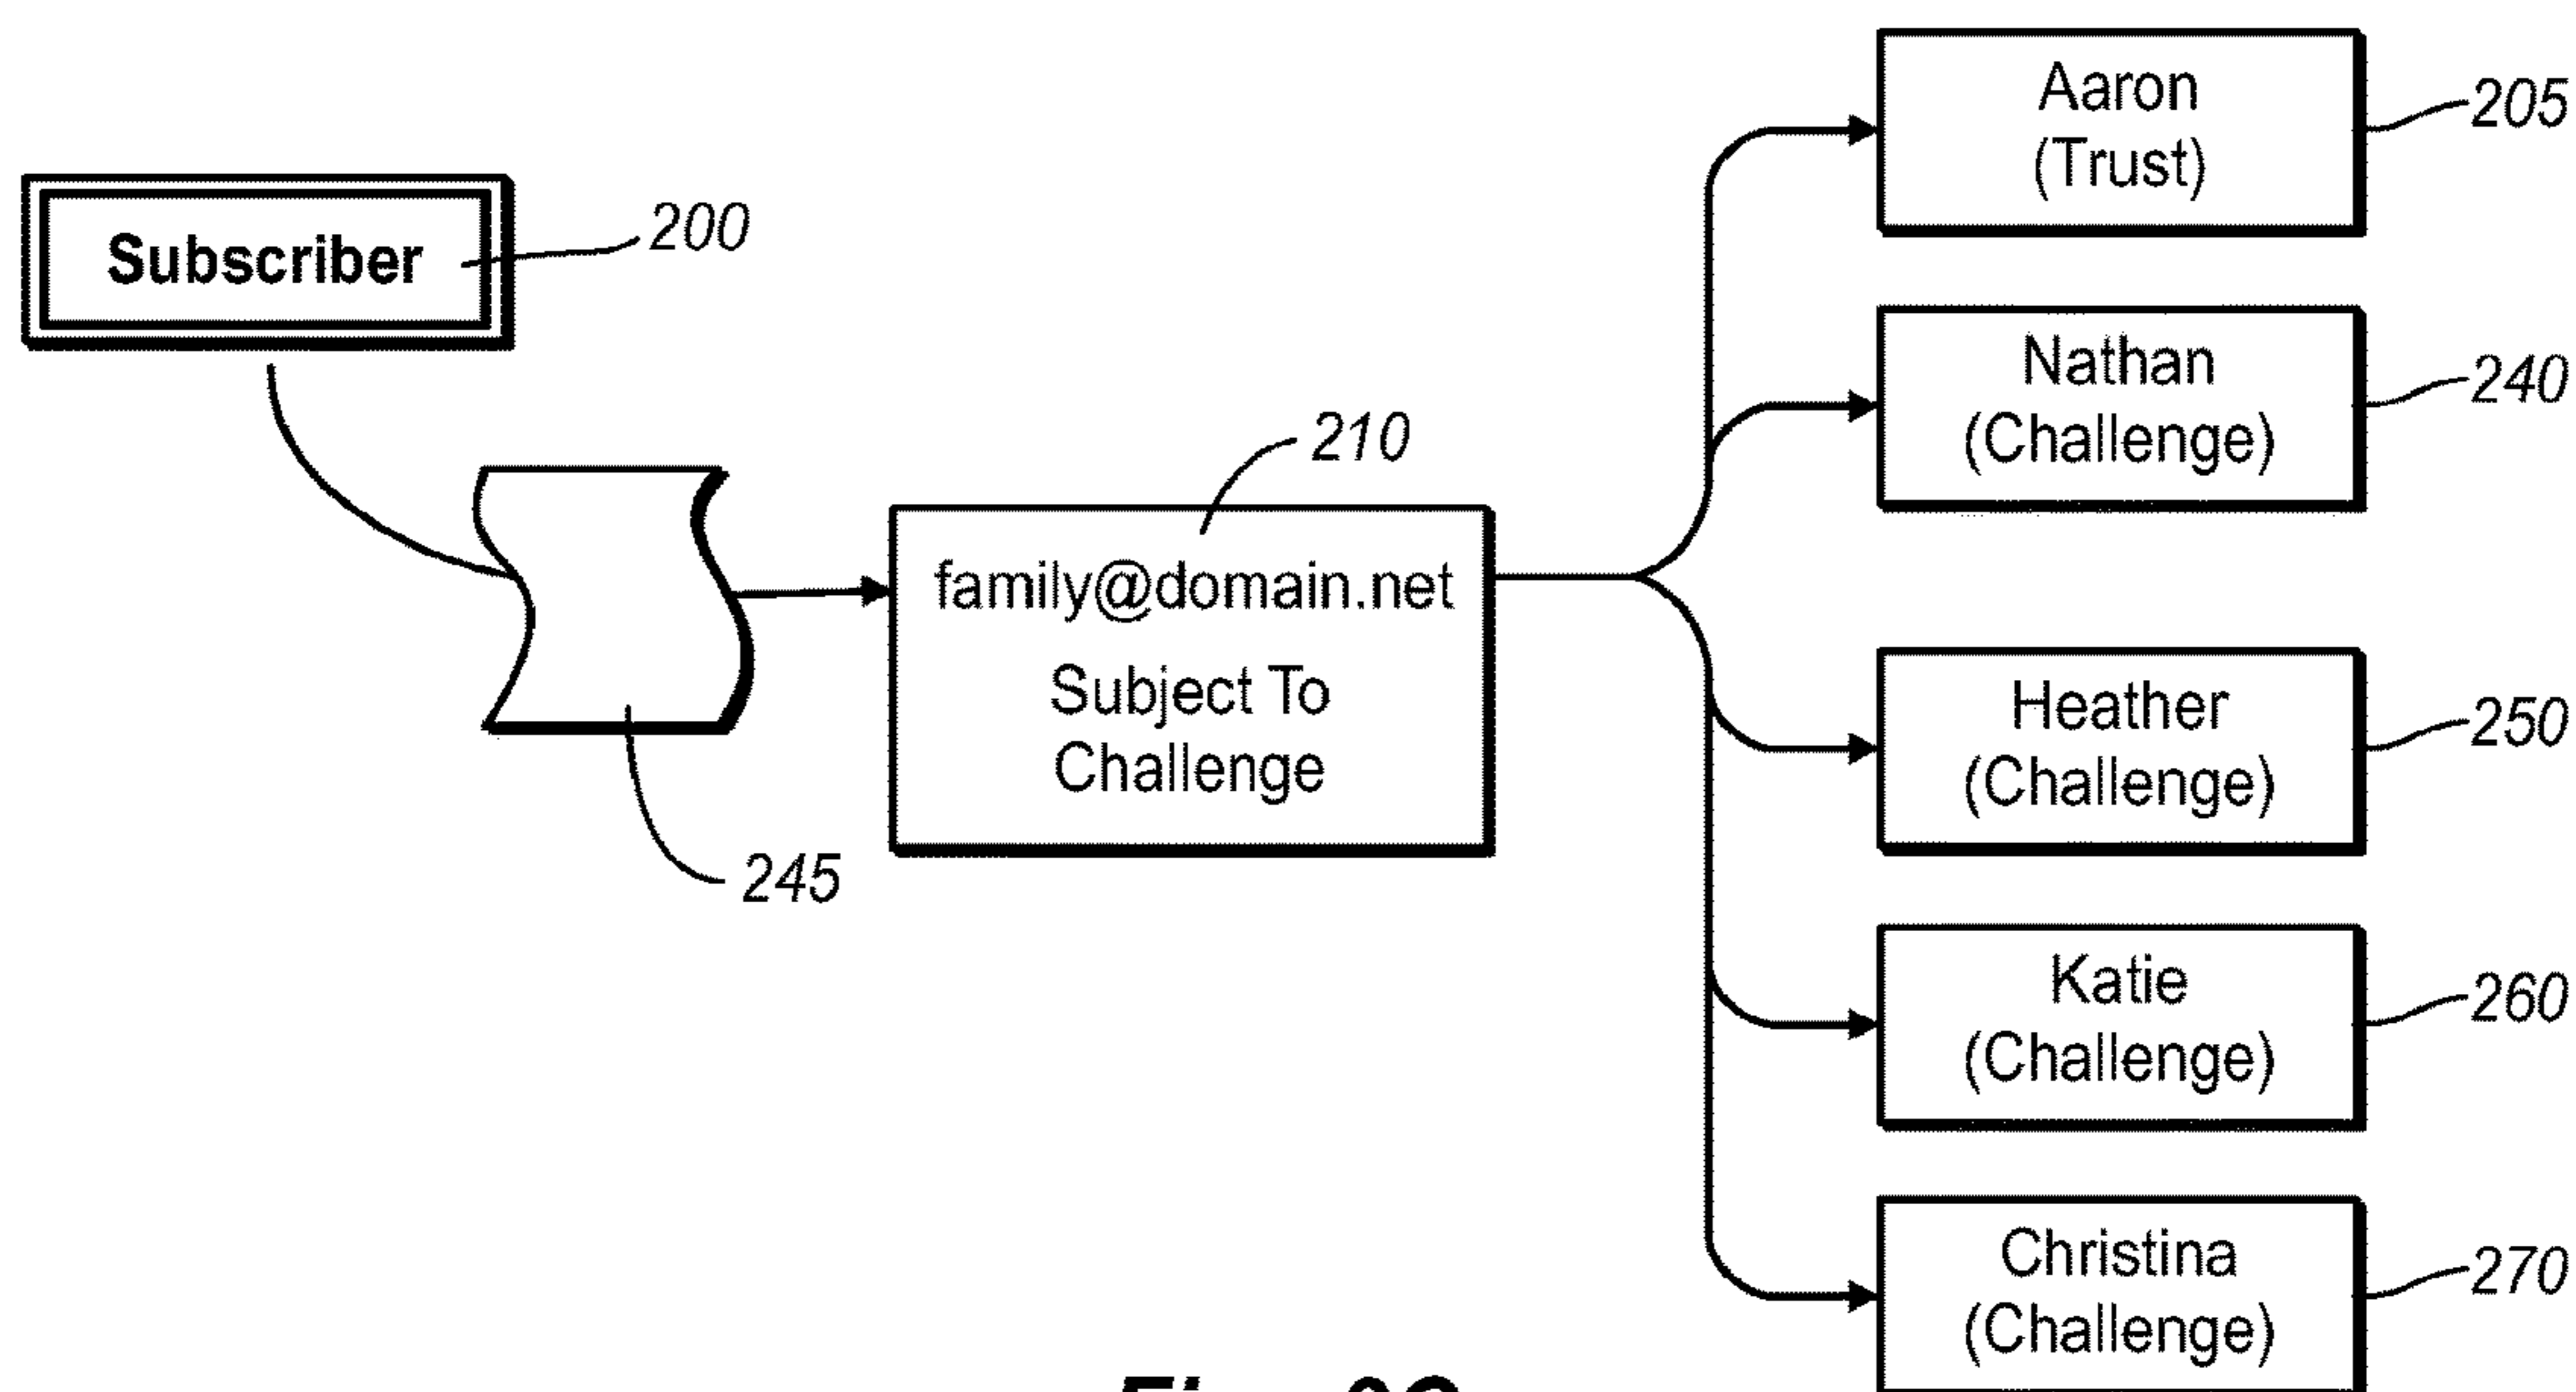 Subscriber
200
245
family@domain.net
Subject To
Challenge
210
Aaron
(Trust)
205
Nathan
(Challenge)
240
Heather
(Challenge)
250
Katie
(Challenge)
260
Christina
(Challenge)
270